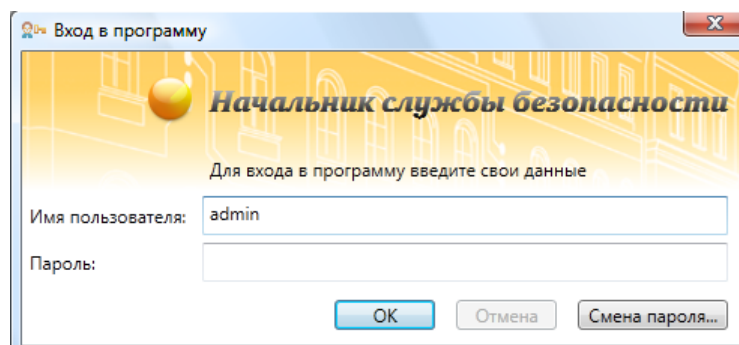 Вход в программу
Начальник службы безопасности
Для входа в программу введите свои данные
Имя пользователя: admin
Пароль:
OK Отмена Смена пароля...